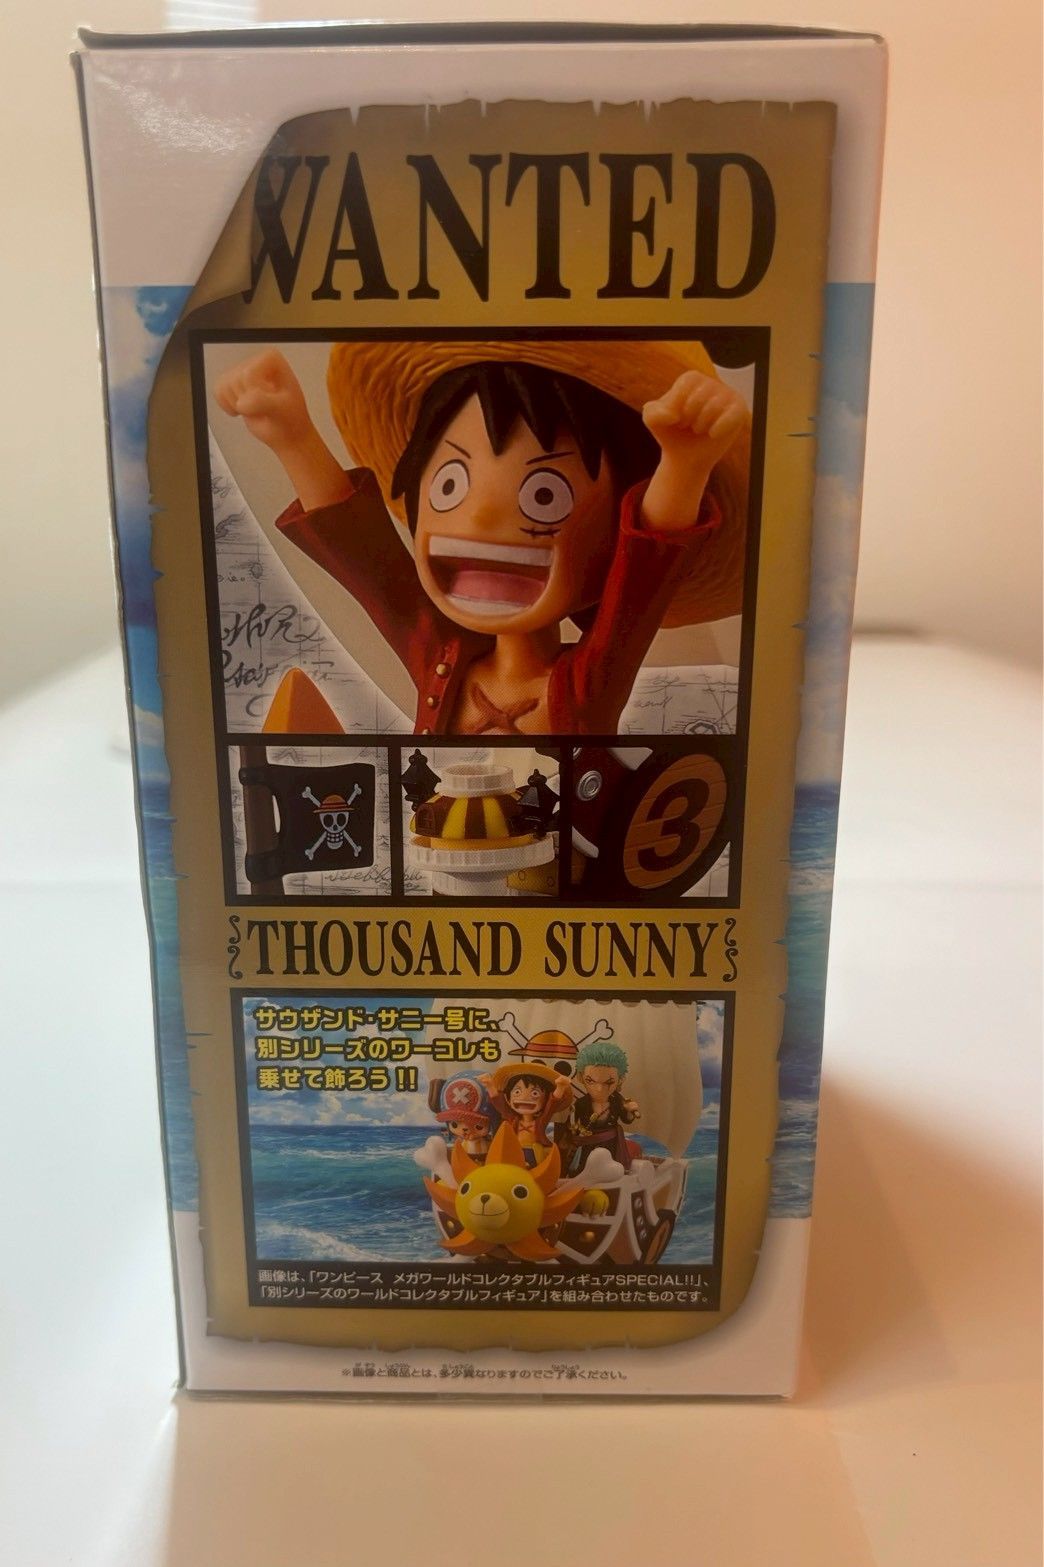 WANTED
3
THOUSAND SUNNY
サウザンド・サニー号に、
別シリーズのワーコレも
乗せて飾ろう!!
画像は、「ワンピース メガワールドコレクタブルフィギュアSPECIAL!!」、
「別シリーズのワールドコレクタブルフィギュア」を組み合わせたものです。
※画像と商品とは、多少異なりますのでご了承ください。